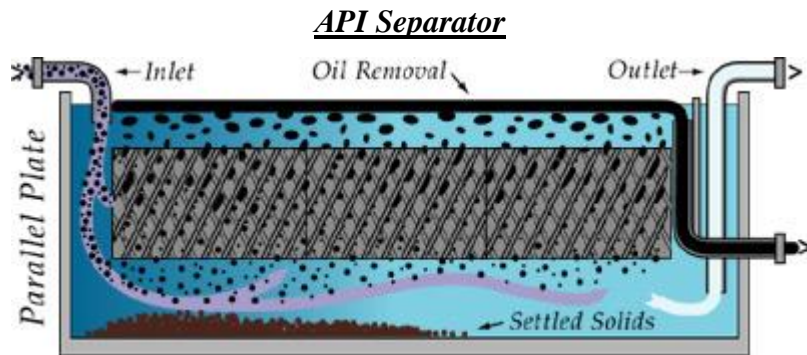 API Separator
Inlet
Oil Removal
Outlet
Parallel Plate
Settled Solids